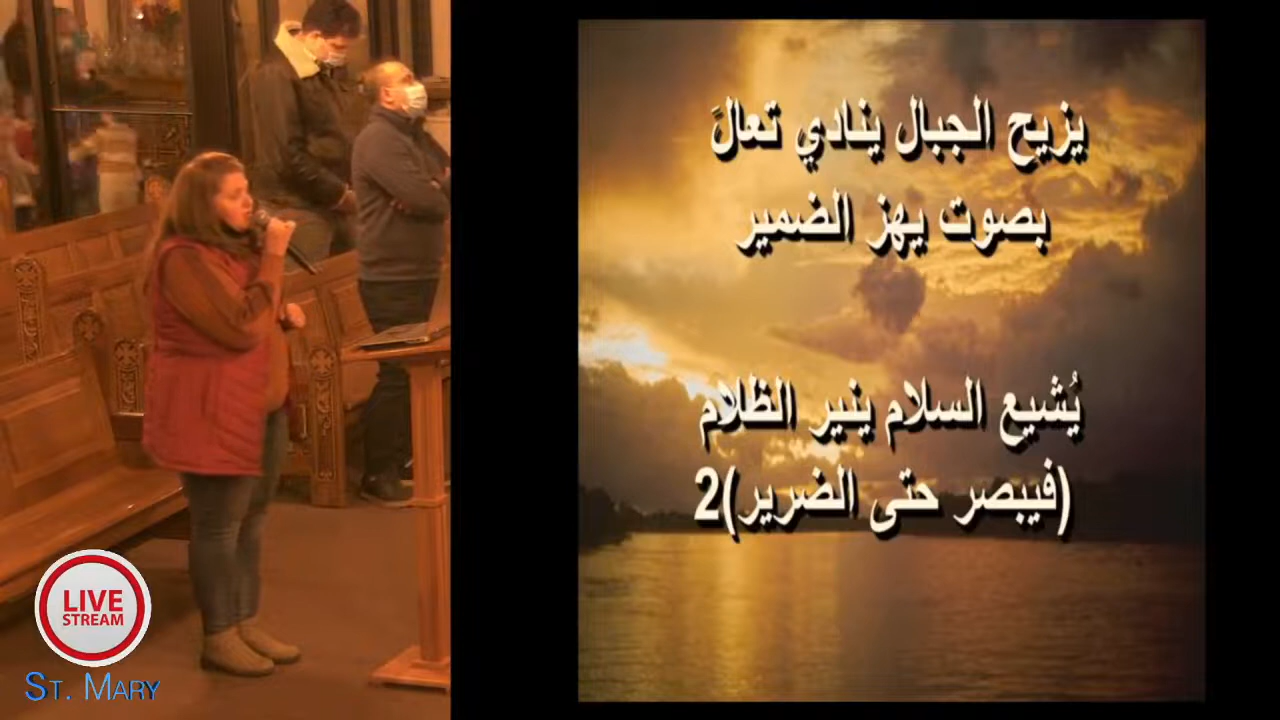 يزيح الجبال ينادي تعالَ
بصوت يهز الضمير
يُشيع السلام ينير الظلام
(فيبصر حتى الضرير)2
LIVE
STREAM
ST. MARY